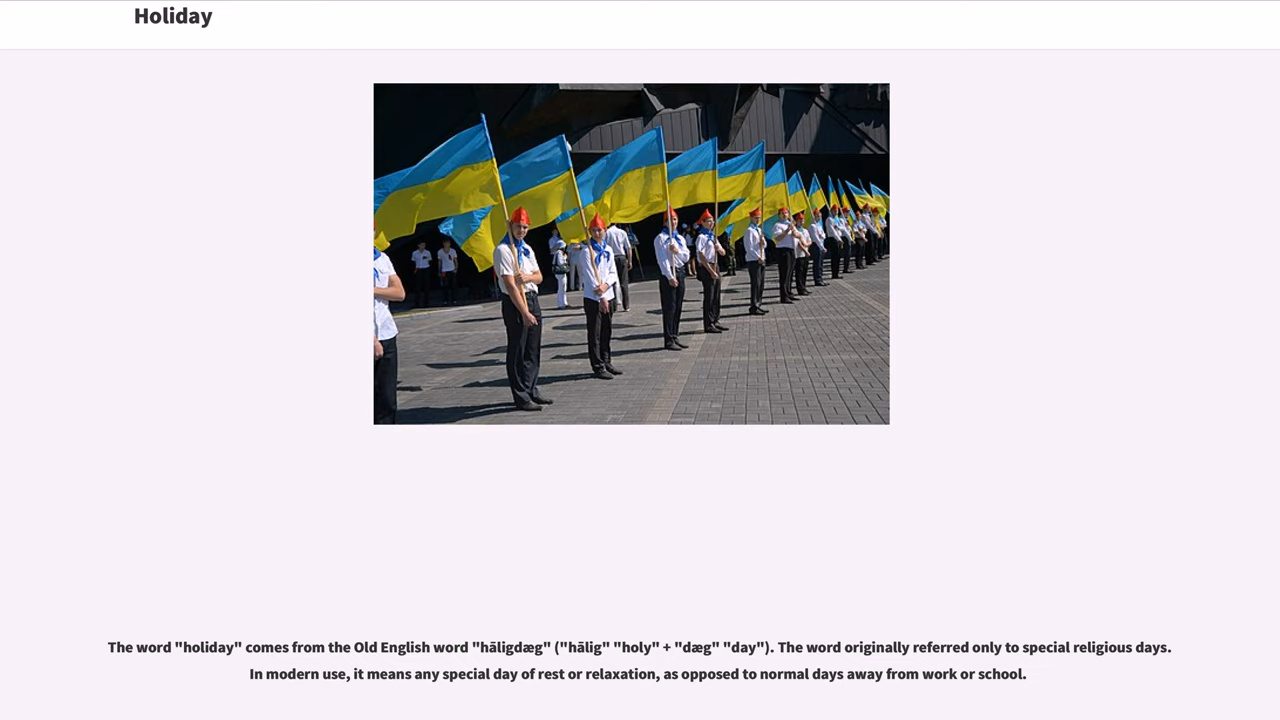 Holiday
The word "holiday" comes from the Old English word "hāligdæg" ("hālig" "holy" + "dæg" "day"). The word originally referred only to special religious days.
In modern use, it means any special day of rest or relaxation, as opposed to normal days away from work or school.